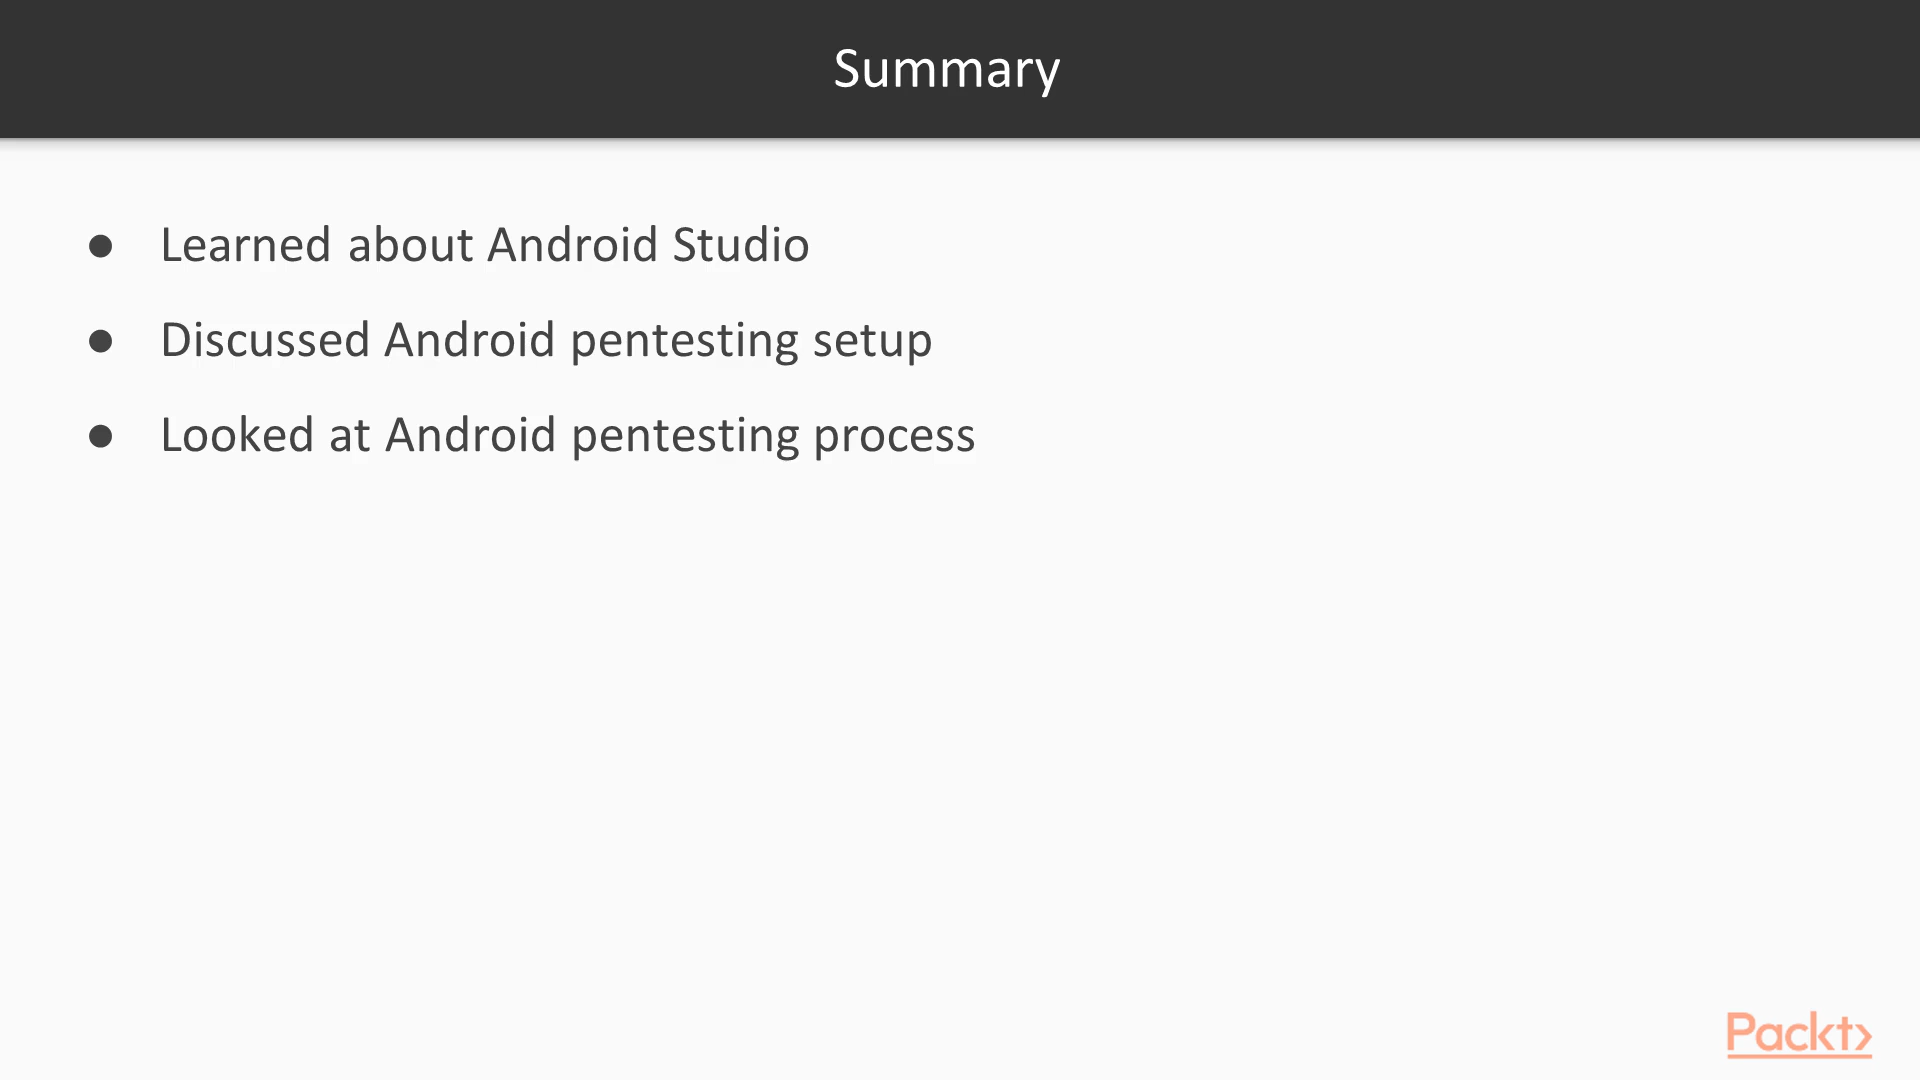 Summary
● Learned about Android Studio
● Discussed Android pentesting setup
● Looked at Android pentesting process
Packt>